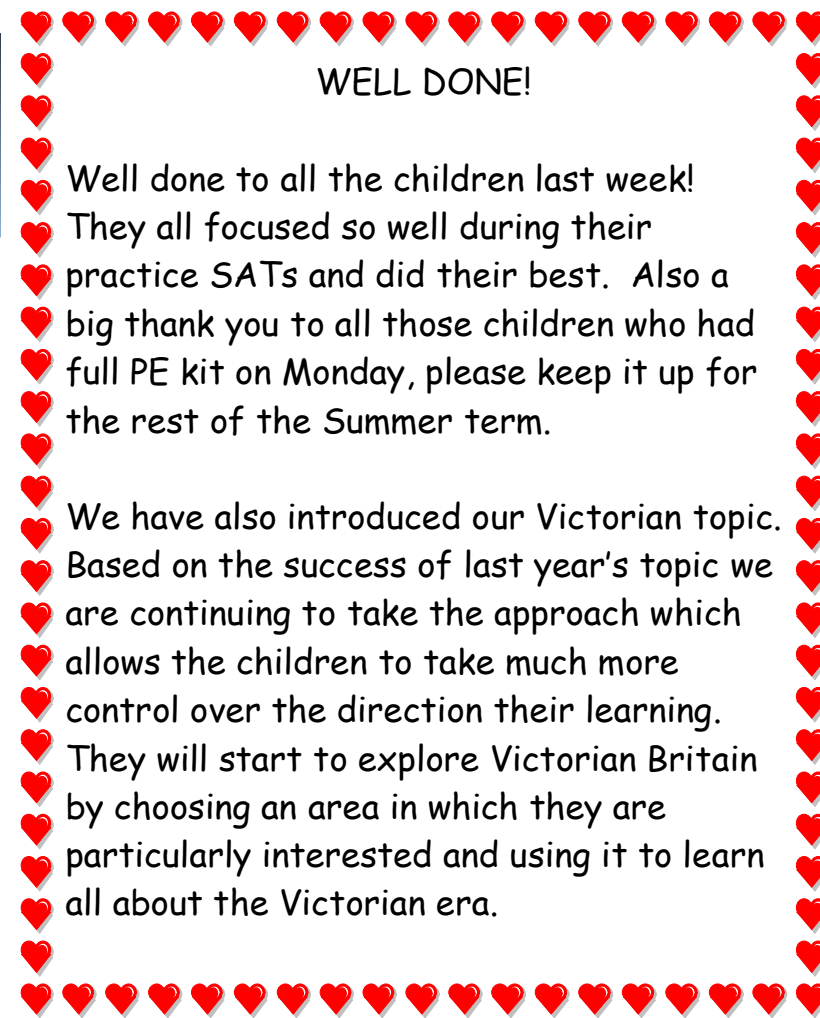 WELL DONE!
Well done to all the children last week!
They all focused so well during their
practice SATs and did their best.  Also a
big thank you to all those children who had
full PE kit on Monday, please keep it up for
the rest of the Summer term.
We have also introduced our Victorian topic.
Based on the success of last year’s topic we
are continuing to take the approach which
allows the children to take much more
control over the direction their learning.
They will start to explore Victorian Britain
by choosing an area in which they are
particularly interested and using it to learn
all about the Victorian era.